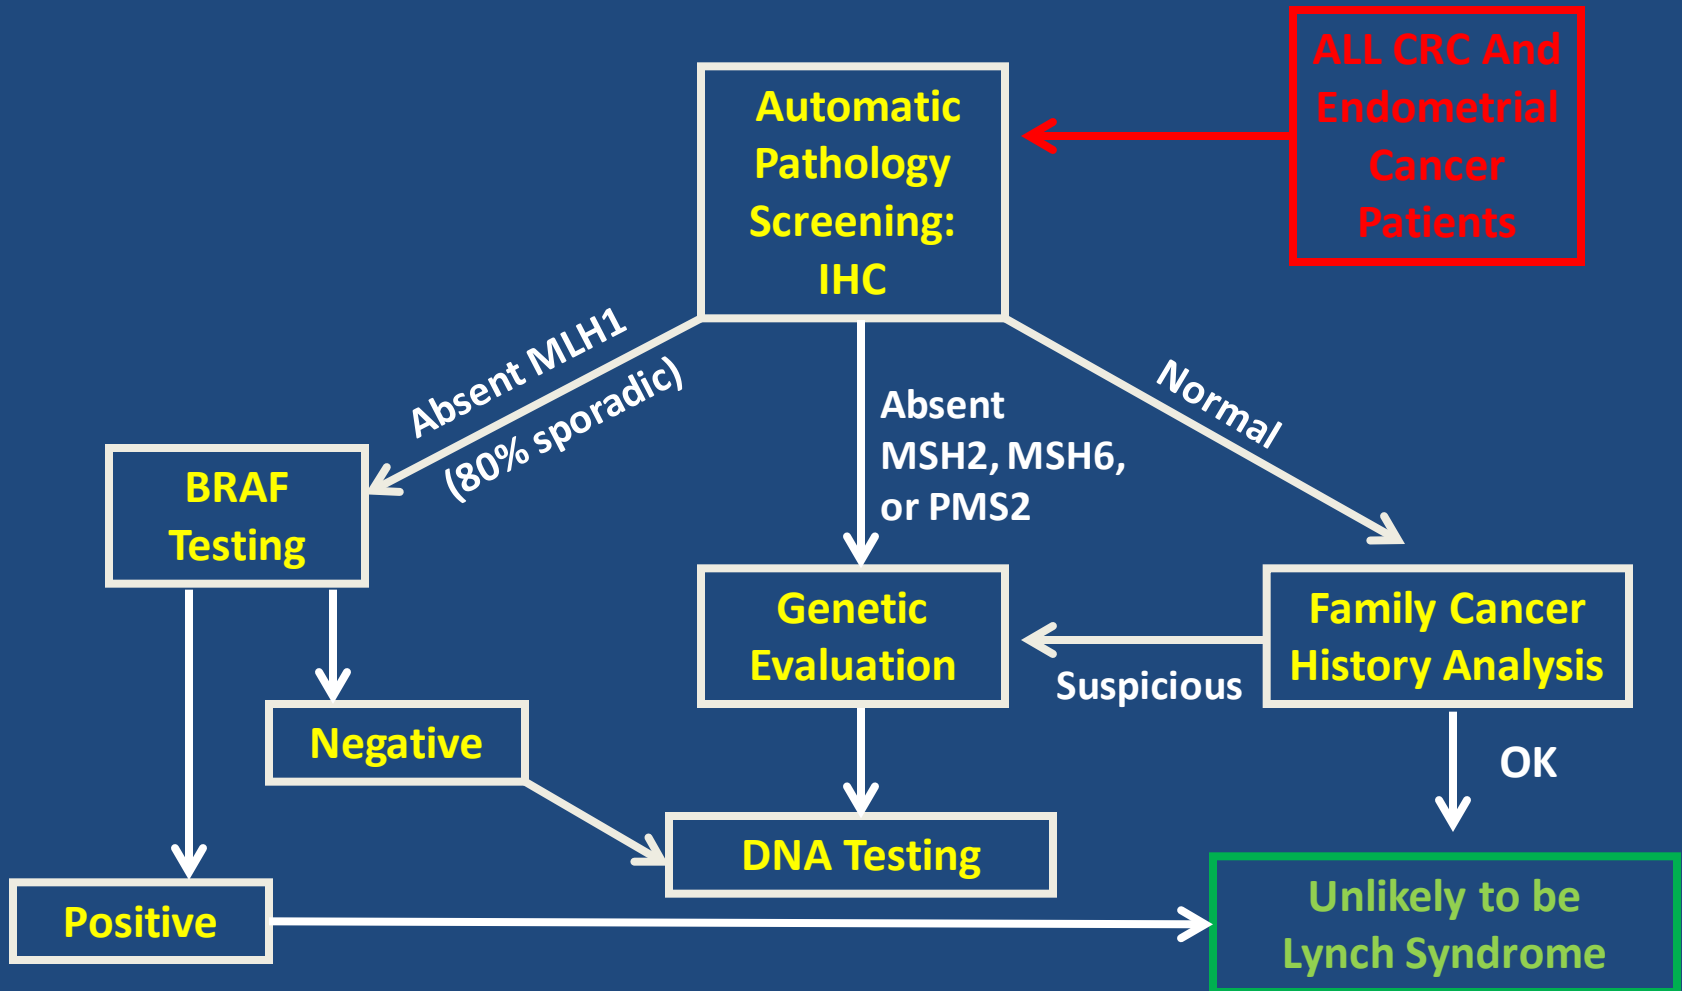 ALL CRC And
Endometrial
Cancer
Patients
Automatic
Pathology
Screening:
IHC
Absent MLH1
(80% sporadic)
Absent
MSH2, MSH6,
or PMS2
Normal
BRAF
Testing
Genetic
Evaluation
Suspicious
Family Cancer
History Analysis
Negative
OK
DNA Testing
Positive
Unlikely to be
Lynch Syndrome